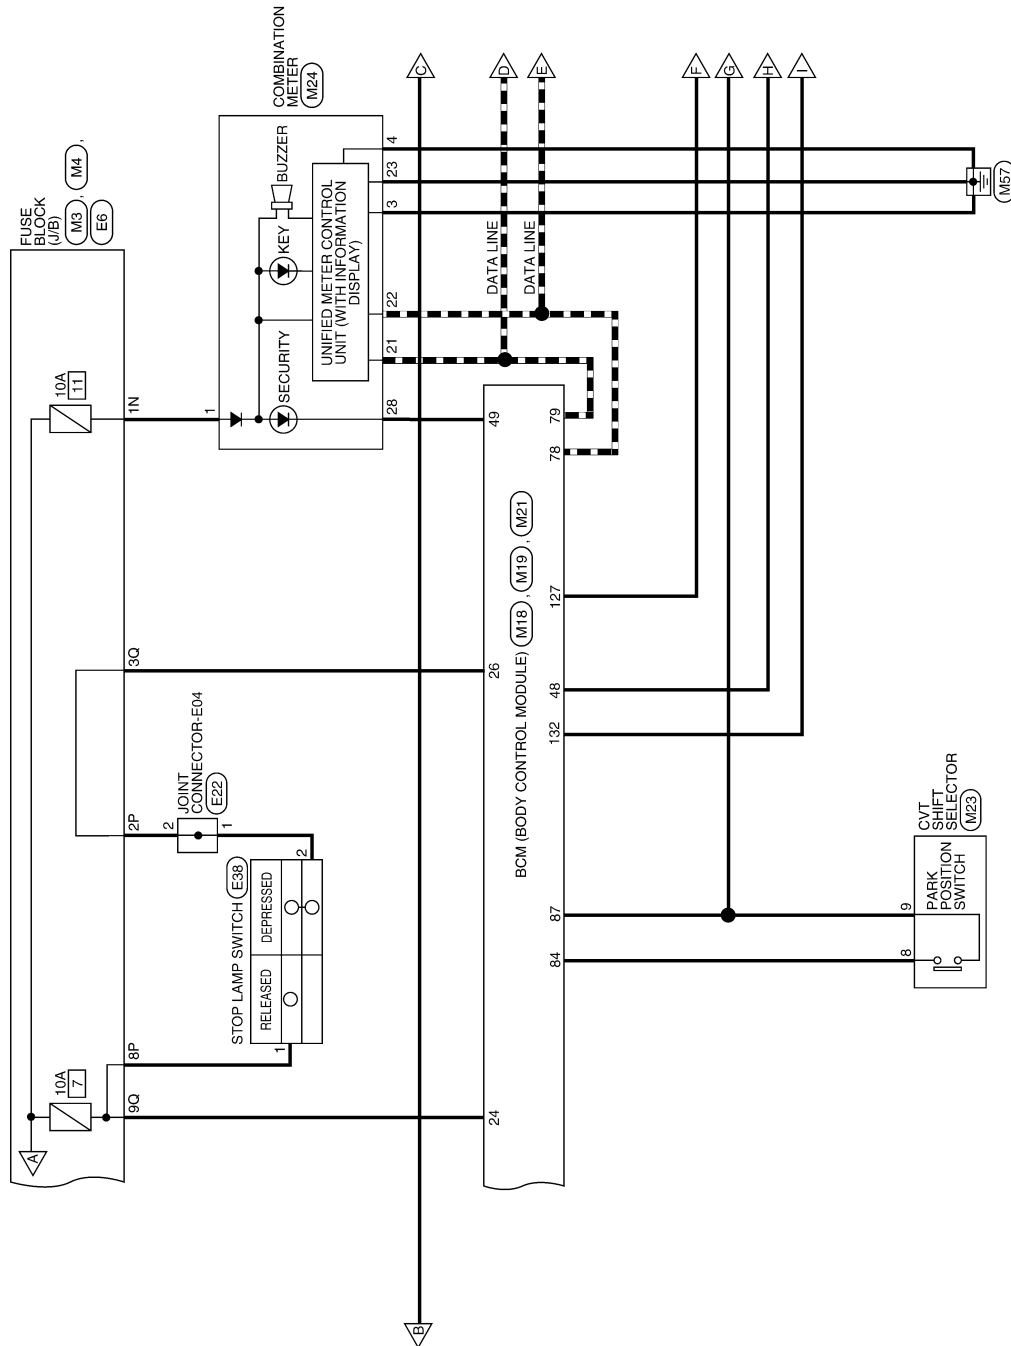 FUSE
BLOCK
(J/B)
M3 , M4 ,
E6
A
10A
7
9Q
8P
2P
3Q
10A
11
1N
STOP LAMP SWITCH E38
RELEASED
DEPRESSED
1
2
JOINT
CONNECTOR-E04
E22
2
1
COMBINATION
METER
M24
1
SECURITY
KEY
BUZZER
UNIFIED METER CONTROL
UNIT (WITH INFORMATION
DISPLAY)
28
21
22
3
23
4
B
C
DATA LINE
D
DATA LINE
E
24
26
49
BCM (BODY CONTROL MODULE) M18 , M19 , M21
84
87
132
48
127
78
79
F
G
H
I
CVT
SHIFT
SELECTOR
M23
8
9
PARK
POSITION
SWITCH
M57